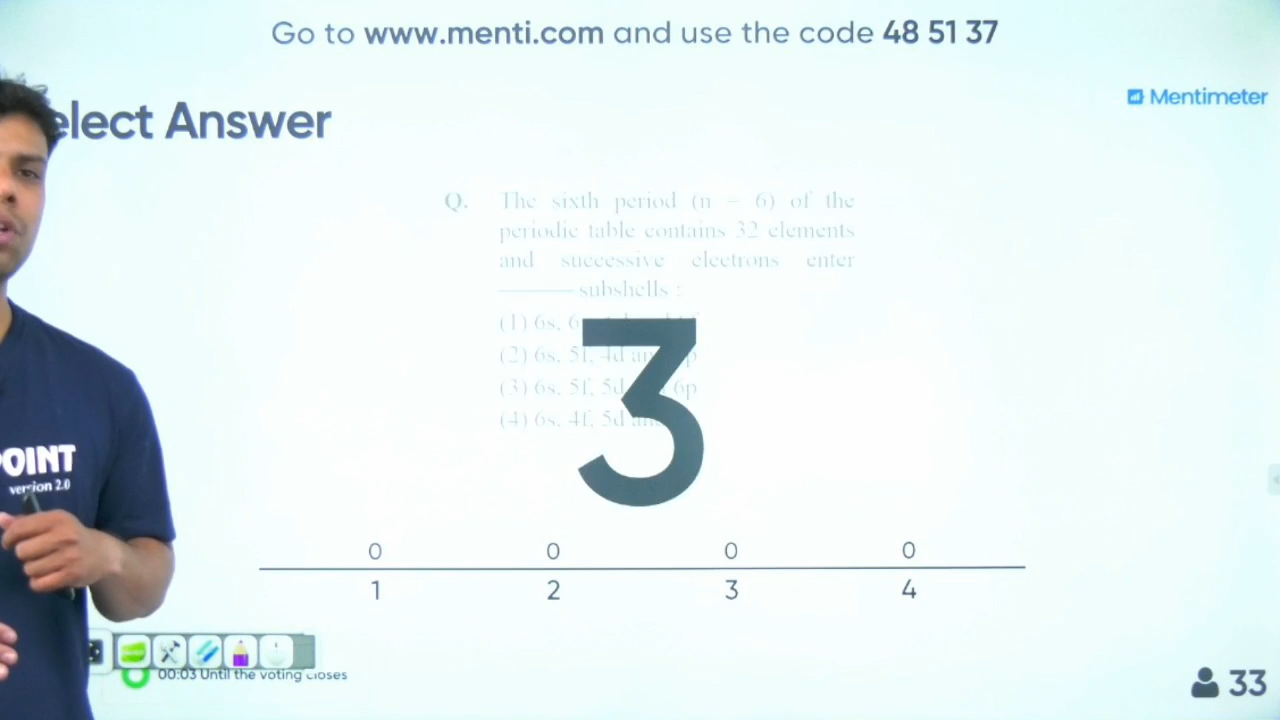 Go to www.menti.com and use the code 48 51 37
Mentimeter
elect Answer
Q. The sixth period (n = 6) of the
periodic table contains 32 elements
and successive electrons enter
subshells :
(1) 6s,
(2) 6s, 5f, 4d
(3) 6s, 5f, 5d 6p
(4) 6s, 4f, 5d
3
0 0 0 0
1 2 3 4
OINT
version 2.0
00:03 Until the voting closes
33